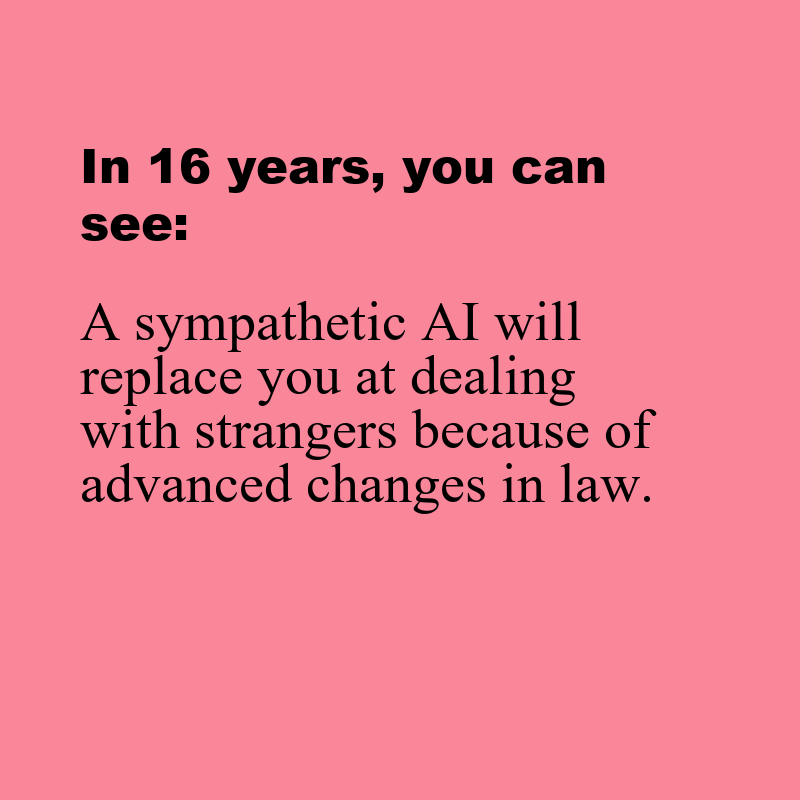 In 16 years, you can
see:
A sympathetic AI will
replace you at dealing
with strangers because of
advanced changes in law.